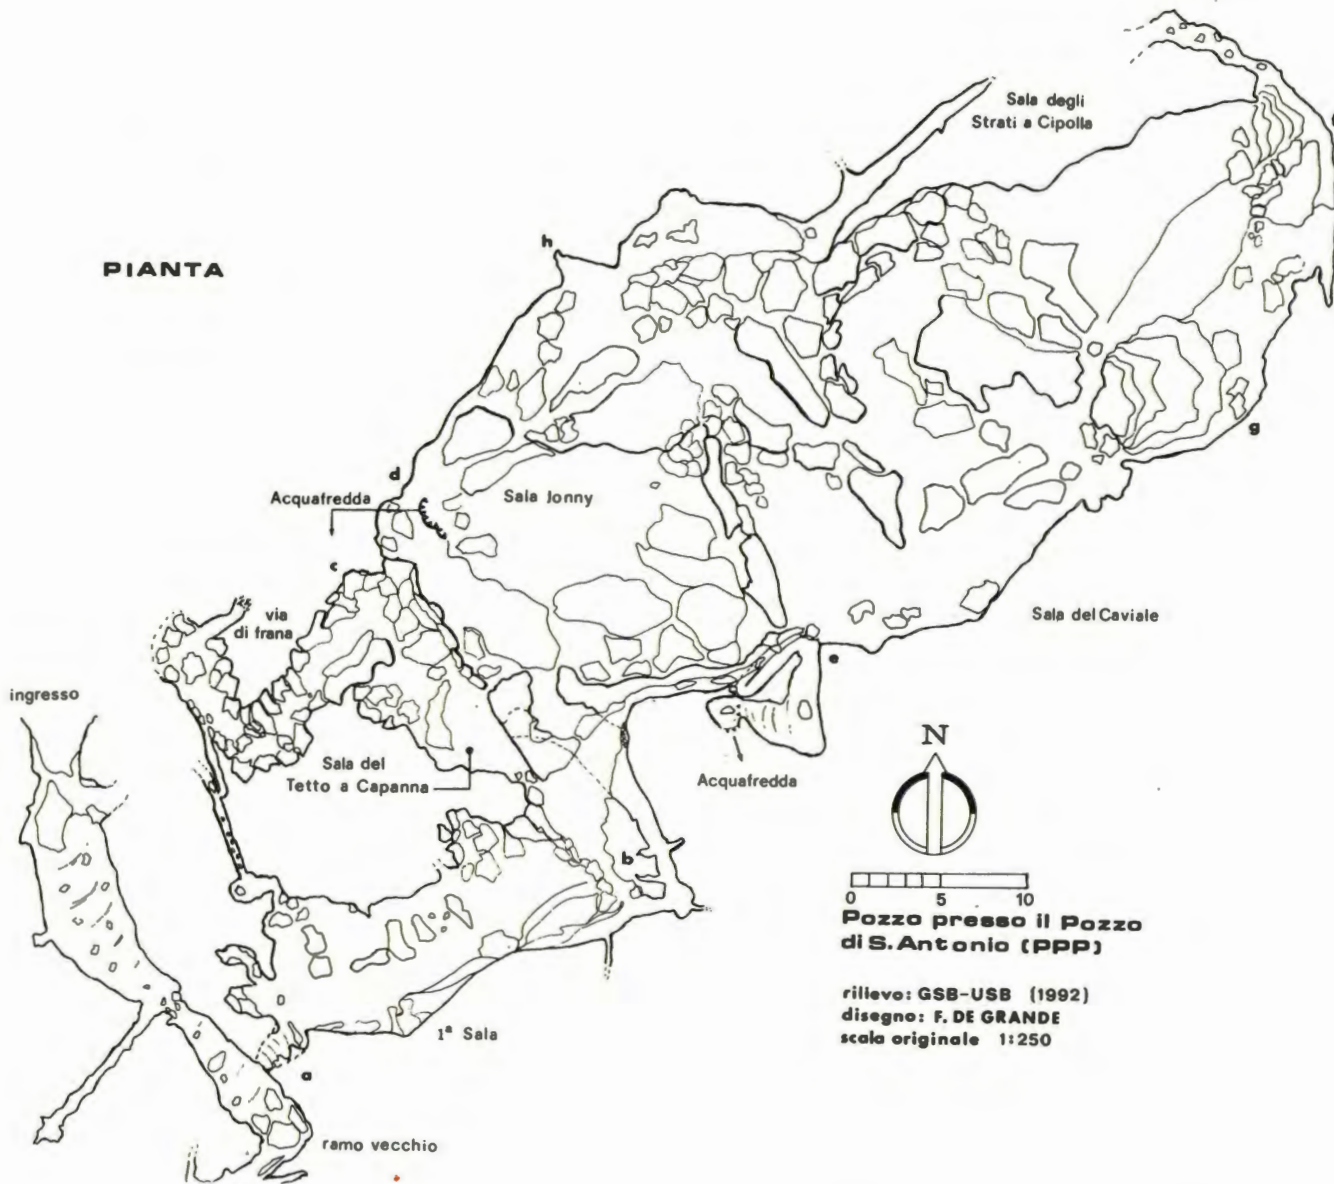 Sala degli
Strati a Cipolla
h
PIANTA
g
d
Acquafredda
Sala Jonny
c
via
di frana
Sala del Caviale
e
ingresso
N
Sala del
Tetto a Capanna
Acquafredda
b
0 5 10
Pozzo presso il Pozzo
di S. Antonio (PPP)
rilievo: GSB-USB (1992)
disegno: F. DE GRANDE
scala originale 1:250
1ª Sala
a
ramo vecchio